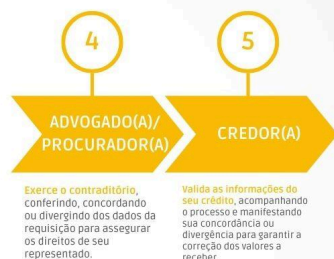 4
ADVOGADO(A)/
PROCURADOR(A)
Exerce o contraditório,
conferindo, concordando
ou divergindo dos dados da
requisição para assegurar
os direitos de seu
representado.
5
CREDOR(A)
Valida as informações do
seu crédito, acompanhando
o processo e manifestando
sua concordância ou
divergência para garantir a
correção dos valores a
receber.